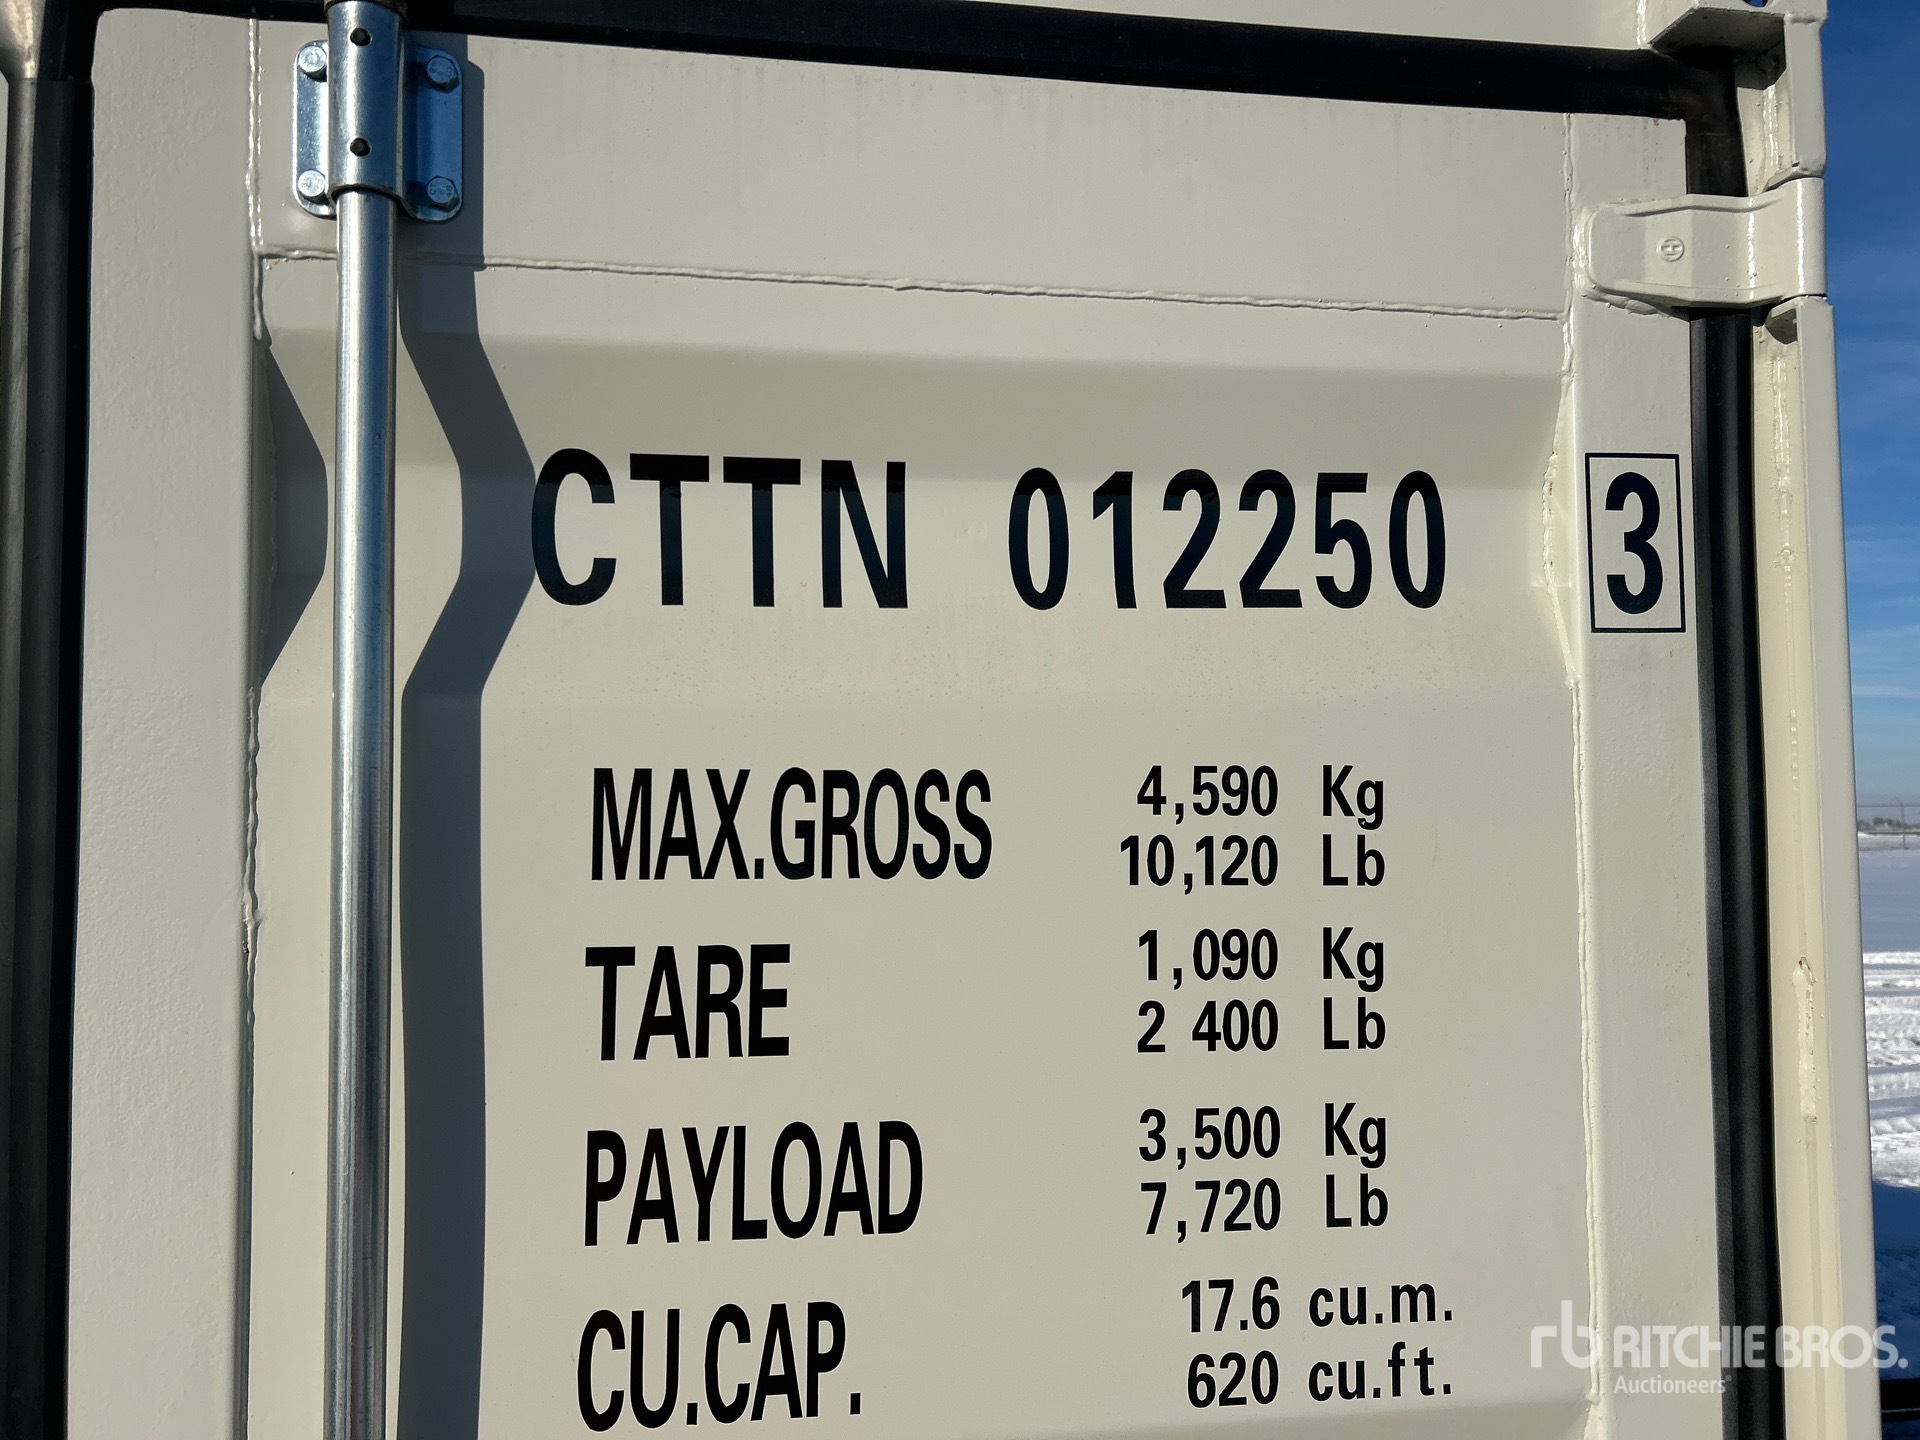 CTTN 012250 3
MAX.GROSS 4,590 Kg
10,120 Lb
TARE 1,090 Kg
2 400 Lb
PAYLOAD 3,500 Kg
7,720 Lb
CU.CAP. 17.6 cu.m.
620 cu.ft.
rb RITCHIE BROS.
Auctioneers